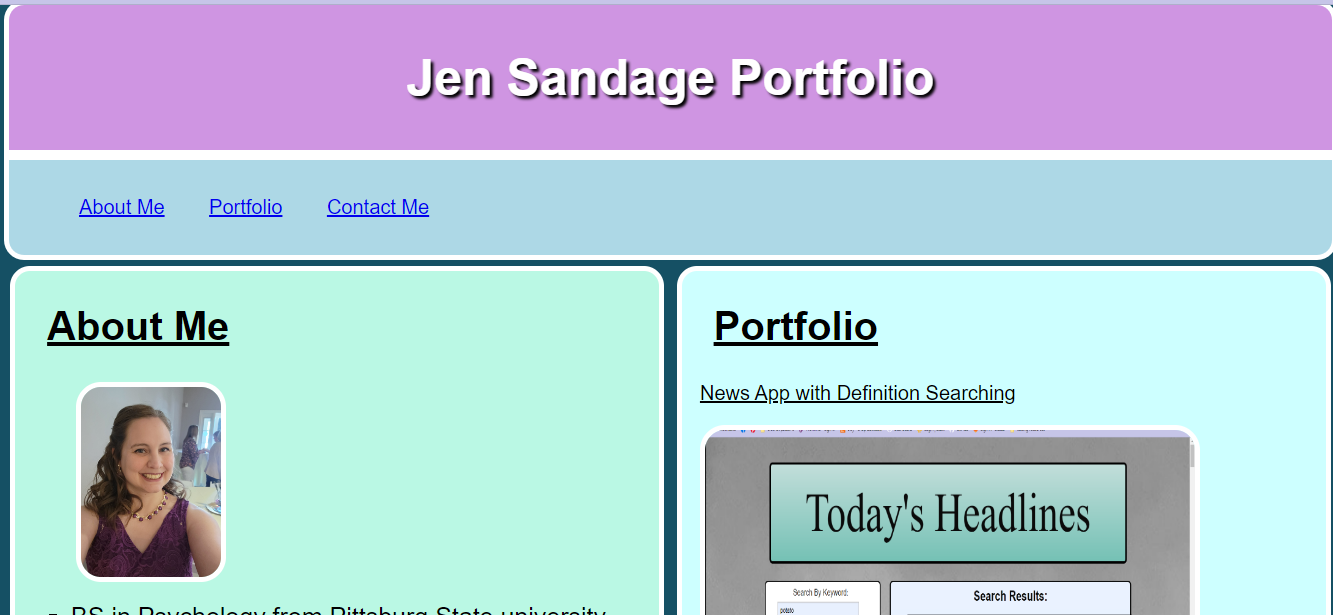 Jen Sandage Portfolio
About Me
Portfolio
Contact Me
About Me
BS in Psychology from Pittsburg State university
Portfolio
News App with Definition Searching
Today's Headlines
Search By Keyword:
potato
Search Results: